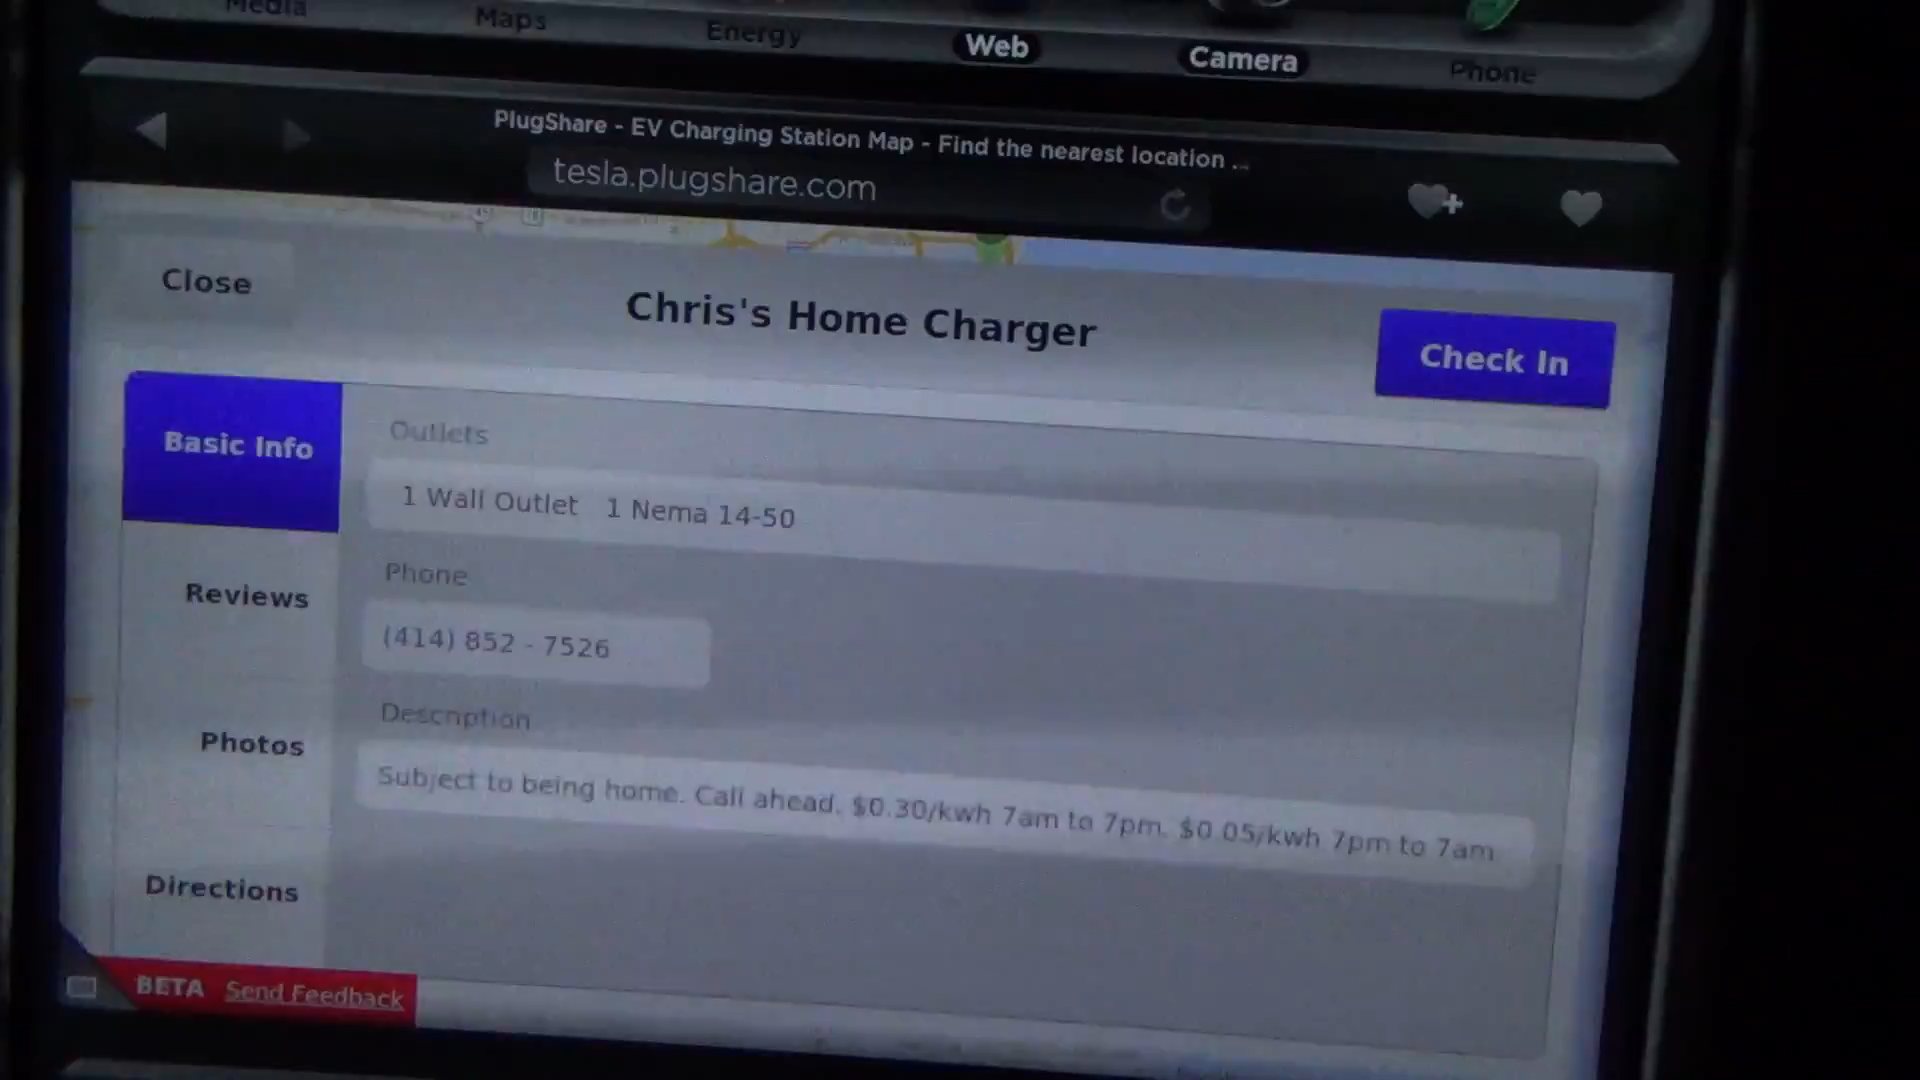 Media Maps Energy Web Camera Phone
PlugShare - EV Charging Station Map - Find the nearest location ...
tesla.plugshare.com
Close
Chris's Home Charger
Check In
Basic Info
Outlets
1 Wall Outlet 1 Nema 14-50
Reviews
Phone
(414) 852 - 7526
Photos
Description
Subject to being home. Call ahead. $0.30/kwh 7am to 7pm. $0.05/kwh 7pm to 7am
Directions
BETA Send Feedback